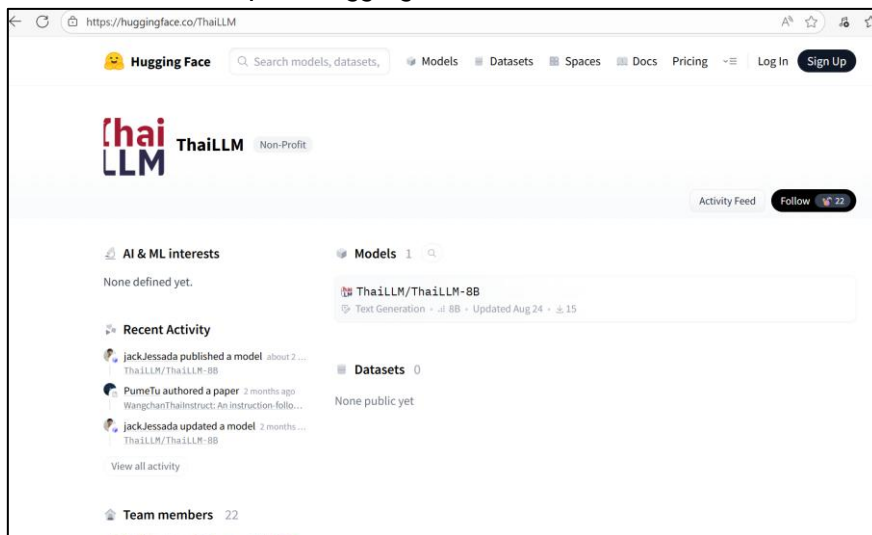 https://huggingface.co/ThaiLLM
Hugging Face
Search models, datasets,
Models
Datasets
Spaces
Docs
Pricing
Log In
Sign Up
Thai
LLM
ThaiLLM
Non-Profit
Activity Feed
Follow 22
AI & ML interests
None defined yet.
Recent Activity
jackJessada published a model about 2 ...
ThaiLLM/ThaiLLM-8B
PumeTu authored a paper 2 months ago
WangchanThaiInstruct: An instruction-follo...
jackJessada updated a model 2 months ...
ThaiLLM/ThaiLLM-8B
View all activity
Team members 22
Models 1
ThaiLLM/ThaiLLM-8B
Text Generation • 8B • Updated Aug 24 • 15
Datasets 0
None public yet